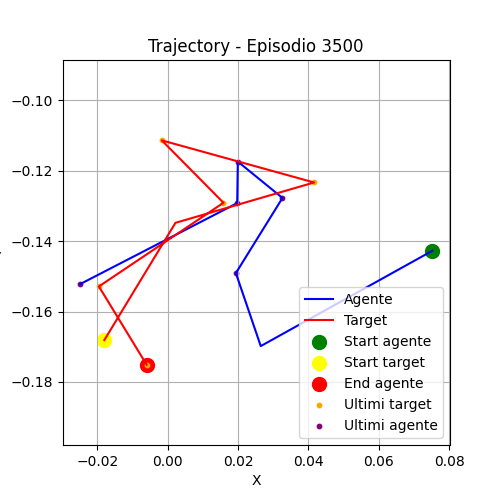 Trajectory - Episodio 3500
−0.10
−0.12
−0.14
−0.16
−0.18
−0.02
0.00
0.02
0.04
0.06
0.08
X
Agente
Target
Start agente
Start target
End agente
Ultimi target
Ultimi agente